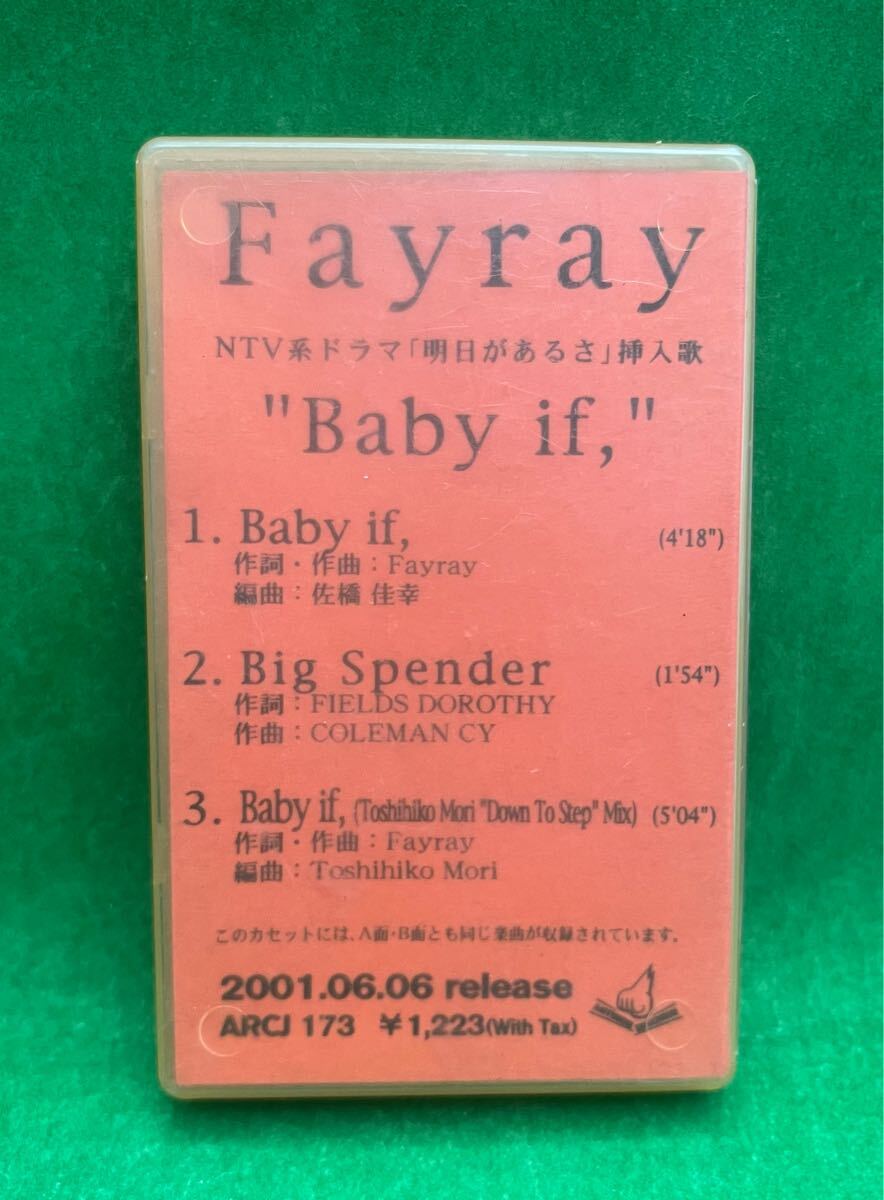 Fayray
NTV系ドラマ「明日があるさ」挿入歌
"Baby if,"
1. Baby if, (4'18")
作詞・作曲：Fayray
編曲：佐橋 佳幸
2. Big Spender (1'54")
作詞：FIELDS DOROTHY
作曲：COLEMAN CY
3. Baby if, (Toshihiko Mori "Down To Step" Mix) (5'04")
作詞・作曲：Fayray
編曲：Toshihiko Mori
このカセットには、A面・B面とも同じ楽曲が収録されています。
2001.06.06 release
ARCJ 173 ￥1,223(With Tax)